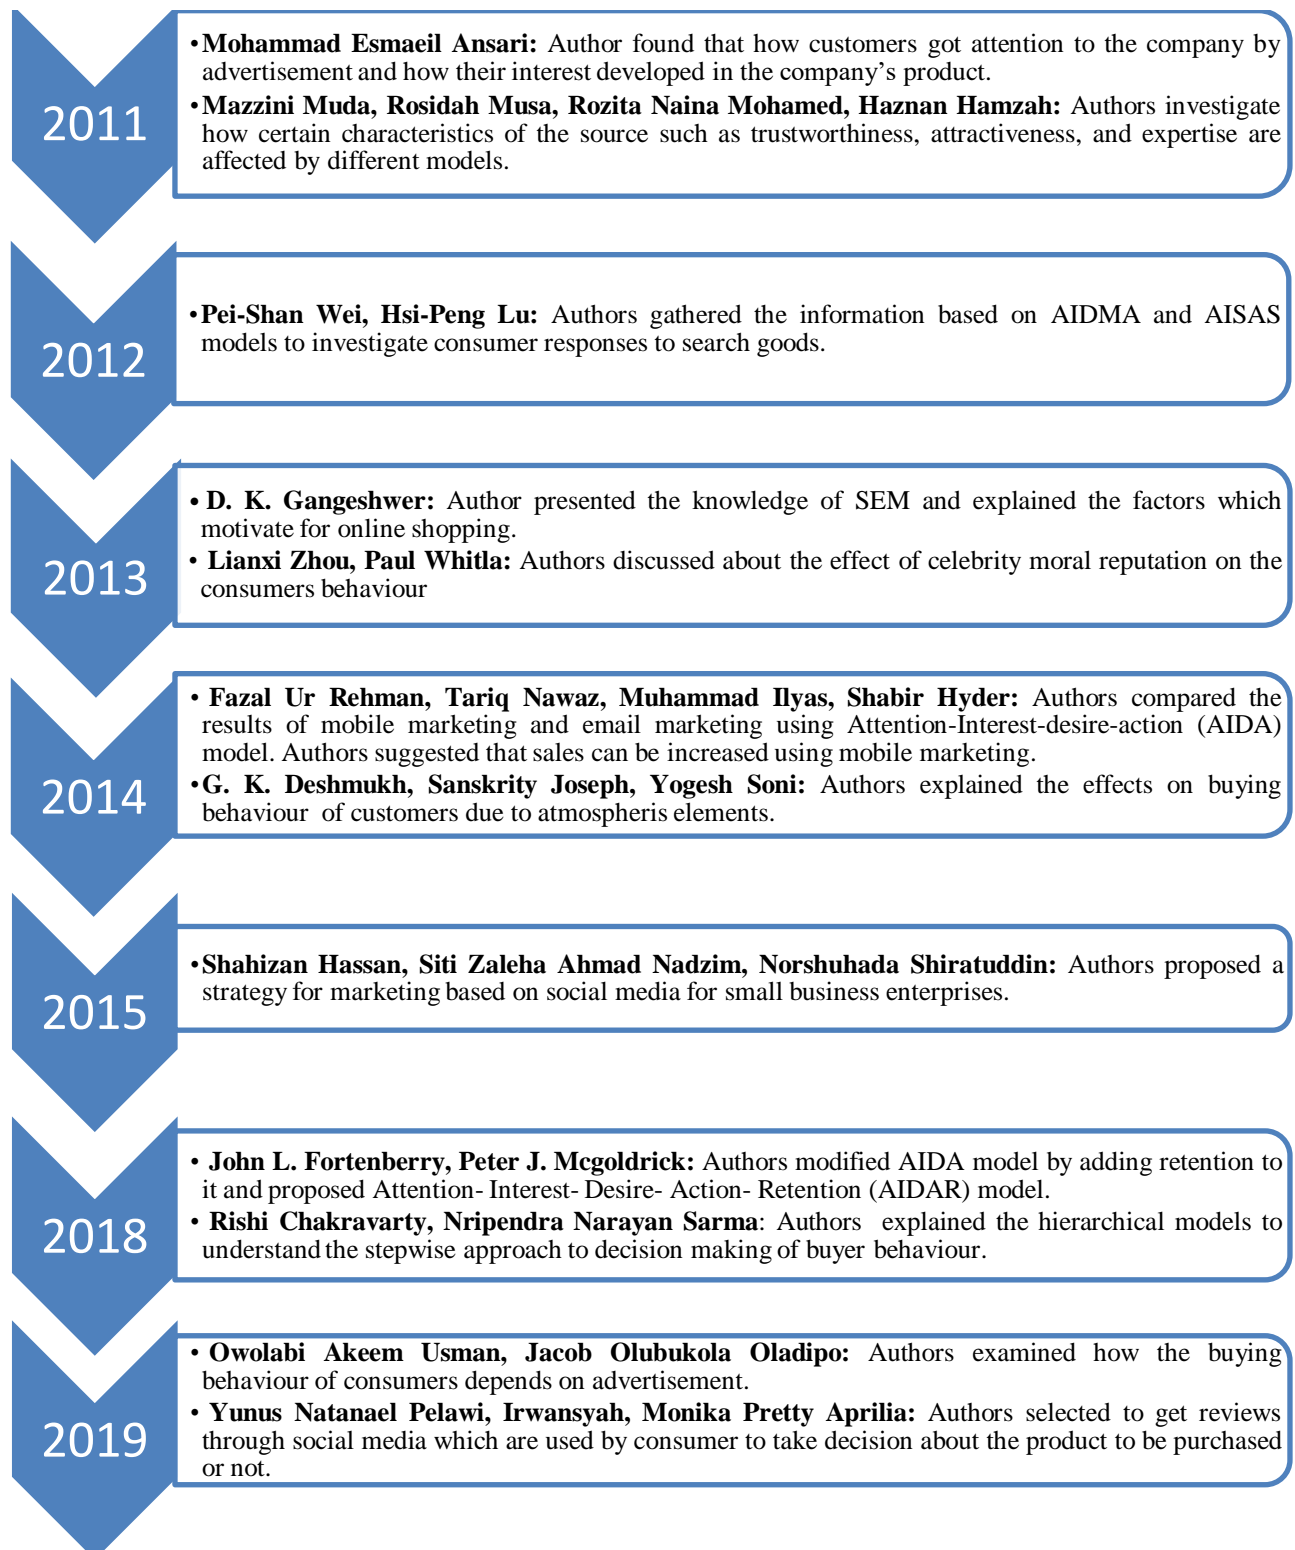 2011
•Mohammad Esmaeil Ansari: Author found that how customers got attention to the company by
advertisement and how their interest developed in the company’s product.
•Mazzini Muda, Rosidah Musa, Rozita Naina Mohamed, Haznan Hamzah: Authors investigate
how certain characteristics of the source such as trustworthiness, attractiveness, and expertise are
affected by different models.
2012
•Pei-Shan Wei, Hsi-Peng Lu: Authors gathered the information based on AIDMA and AISAS
models to investigate consumer responses to search goods.
2013
• D. K. Gangeshwer: Author presented the knowledge of SEM and explained the factors which
motivate for online shopping.
• Lianxi Zhou, Paul Whitla: Authors discussed about the effect of celebrity moral reputation on the
consumers behaviour
2014
• Fazal Ur Rehman, Tariq Nawaz, Muhammad Ilyas, Shabir Hyder: Authors compared the
results of mobile marketing and email marketing using Attention-Interest-desire-action (AIDA)
model. Authors suggested that sales can be increased using mobile marketing.
•G. K. Deshmukh, Sanskrity Joseph, Yogesh Soni: Authors explained the effects on buying
behaviour of customers due to atmospheris elements.
2015
•Shahizan Hassan, Siti Zaleha Ahmad Nadzim, Norshuhada Shiratuddin: Authors proposed a
strategy for marketing based on social media for small business enterprises.
2018
• John L. Fortenberry, Peter J. Mcgoldrick: Authors modified AIDA model by adding retention to
it and proposed Attention- Interest- Desire- Action- Retention (AIDAR) model.
• Rishi Chakravarty, Nripendra Narayan Sarma: Authors explained the hierarchical models to
understand the stepwise approach to decision making of buyer behaviour.
2019
• Owolabi Akeem Usman, Jacob Olubukola Oladipo: Authors examined how the buying
behaviour of consumers depends on advertisement.
• Yunus Natanael Pelawi, Irwansyah, Monika Pretty Aprilia: Authors selected to get reviews
through social media which are used by consumer to take decision about the product to be purchased
or not.